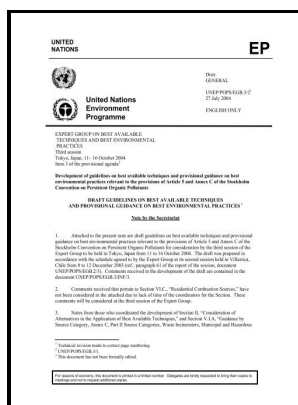 UNITED
NATIONS
EP
United Nations
Environment
Programme
Distr.
GENERAL
UNEP/POPS/EGB.3/2
27 July 2004
ENGLISH ONLY
EXPERT GROUP ON BEST AVAILABLE
TECHNIQUES AND BEST ENVIRONMENTAL
PRACTICES
Third session
Tokyo, Japan, 11- 16 October 2004
Item 3 of the provisional agenda
Development of guidelines on best available techniques and provisional guidance on best
environmental practices relevant to the provisions of Article 5 and Annex C of the Stockholm
Convention on Persistent Organic Pollutants
DRAFT GUIDELINES ON BEST AVAILABLE TECHNIQUES
AND PROVISIONAL GUIDANCE ON BEST ENVIRONMENTAL PRACTICES
Note by the Secretariat
1. Attached to the present note are draft guidelines on best available techniques and provisional
guidance on best environmental practices relevant to the provisions of Article 5 and Annex C of the
Stockholm Convention on Persistent Organic Pollutants for consideration by the third session of the
Expert Group to be held in Tokyo, Japan from 11 to 16 October 2004. The draft was prepared in
accordance with the schedule agreed to by the Expert Group at its second session held in Villarrica,
Chile from 8 to 12 December 2003 (ref.: paragraph 61 of the report of the session, document
UNEP/POPS/EGB.2/3). Comments received in the development of the draft are contained in the
document UNEP/POPS/EGB.3/INF/3.
2. Comments received that pertain to Section VI.C., "Residential Combustion Sources," have
not been considered in the attached due to lack of time of the coordinators for the Section. These
comments will be considered at the third session of the Expert Group.
3. Notes from those who coordinated the development of Section II, "Consideration of
Alternatives in the Application of Best Available Techniques," and Section V.1.A, "Guidance by
Source Category, Annex C, Part II Source Categories, Waste Incinerators, Municipal and Hazardous
Technical revision made to correct page numbering.
UNEP/POPS/EGB.3/1.
This document has not been formally edited.
For reasons of economy, this document is printed in a limited number. Delegates are kindly requested to bring their copies to
meetings and not to request additional copies.